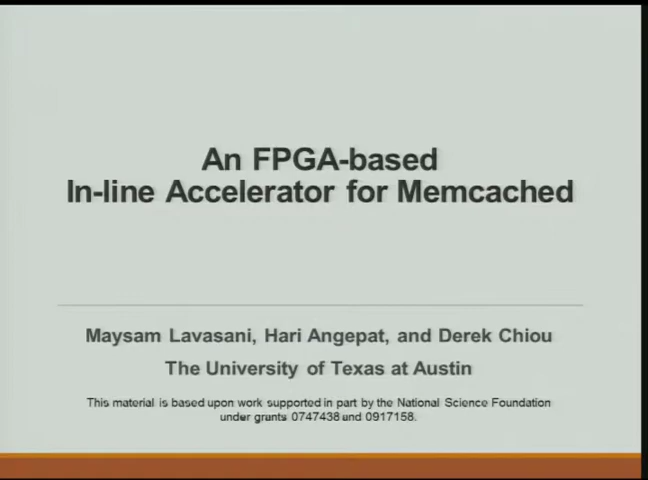 An FPGA-based
In-line Accelerator for Memcached
Maysam Lavasani, Hari Angepat, and Derek Chiou
The University of Texas at Austin
This material is based upon work supported in part by the National Science Foundation
under grants 0747438 and 0917158.